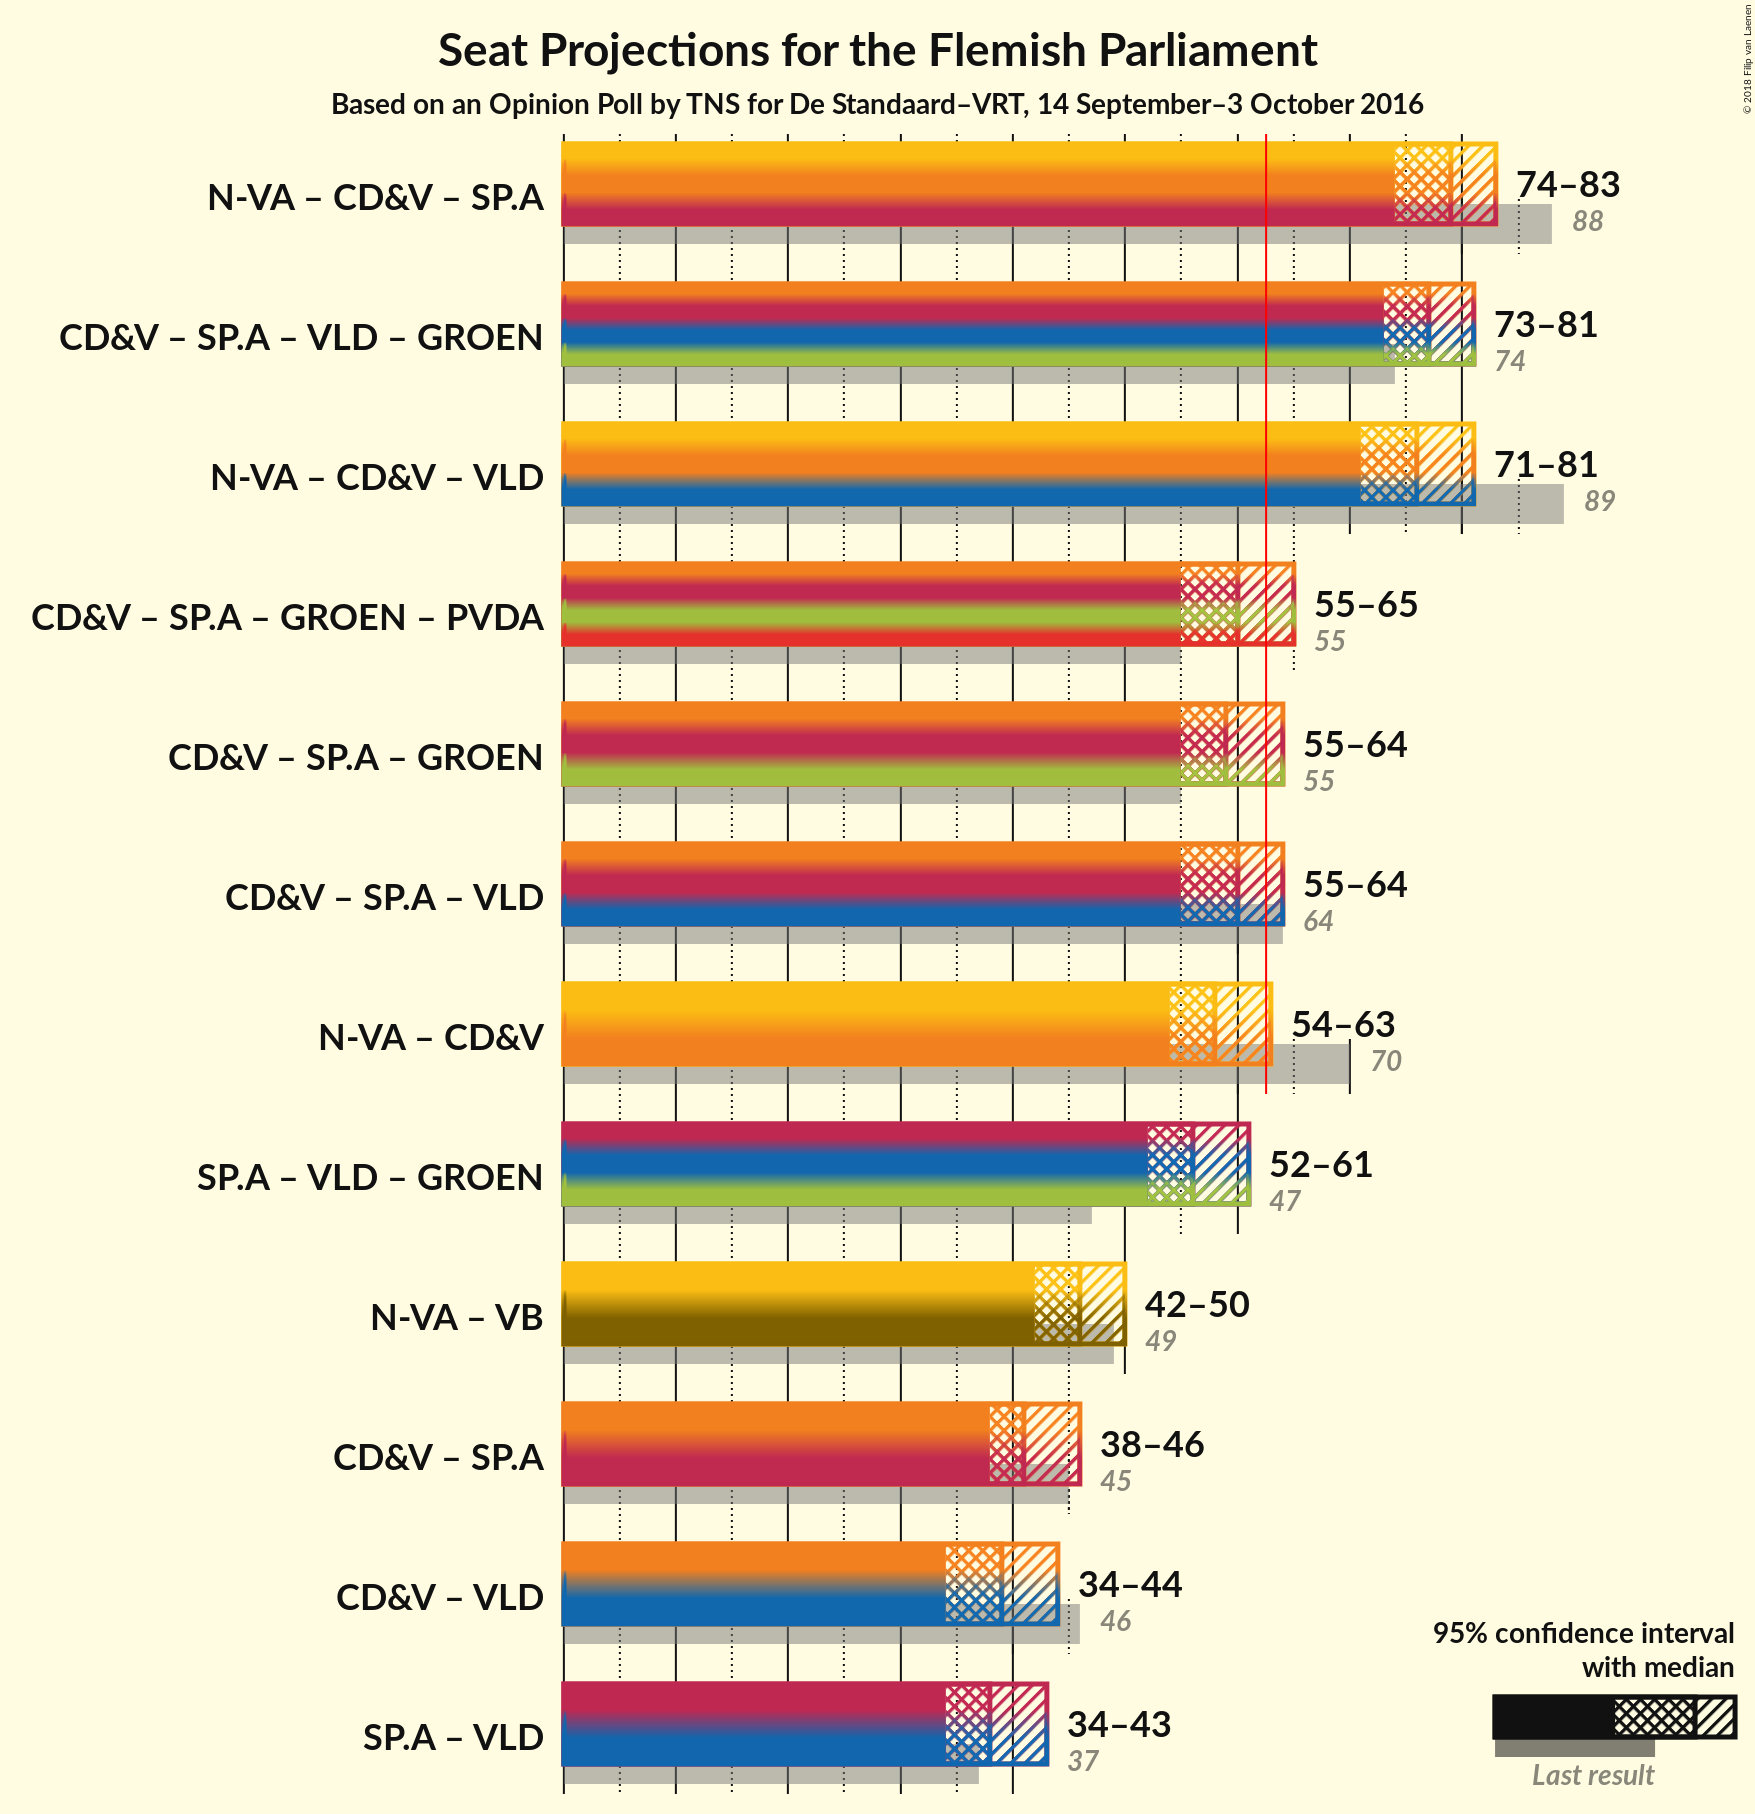 Seat Projections for the Flemish Parliament
Based on an Opinion Poll by TNS for De Standaard–VRT, 14 September–3 October 2016
© 2018 Filip van Laenen
N-VA – CD&V – SP.A
74–83
88
CD&V – SP.A – VLD – GROEN
73–81
74
N-VA – CD&V – VLD
71–81
89
CD&V – SP.A – GROEN – PVDA
55–65
55
CD&V – SP.A – GROEN
55–64
55
CD&V – SP.A – VLD
55–64
64
N-VA – CD&V
54–63
70
SP.A – VLD – GROEN
52–61
47
N-VA – VB
42–50
49
CD&V – SP.A
38–46
45
CD&V – VLD
34–44
46
SP.A – VLD
34–43
37
95% confidence interval
with median
Last result